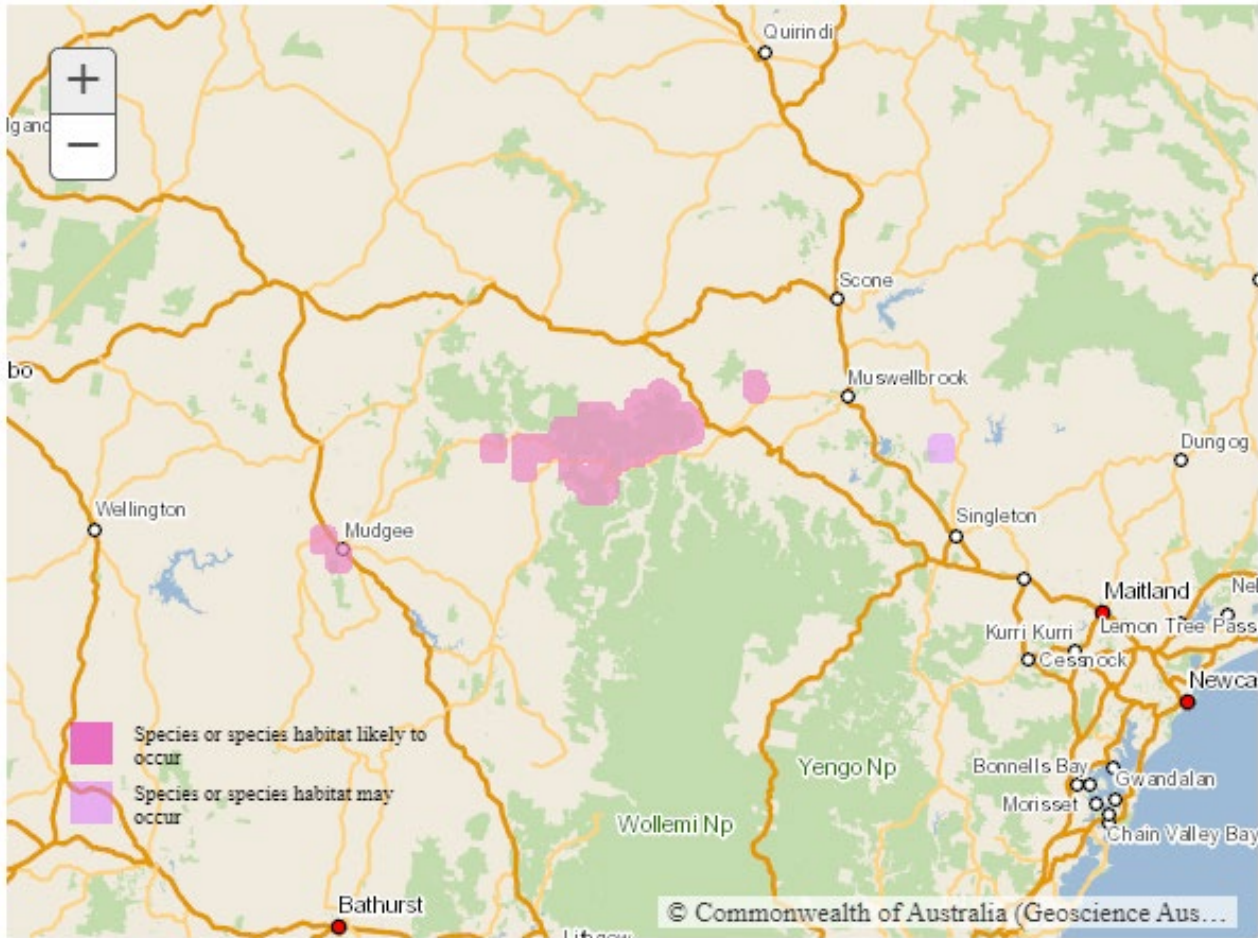 Quirindi
+
−
lgand
Scone
bo
Muswellbrook
Dungog
Wellington
Mudgee
Singleton
Maitland
Nel
Kurri Kurri
Lemon Tree Pass
Cessnock
Newca
Species or species habitat likely to
occur
Species or species habitat may
occur
Yengo Np
Bonnells Bay
Gwandalan
Morisset
Wollemi Np
Chain Valley Bay
Bathurst
© Commonwealth of Australia (Geoscience Aus…
Lithgow